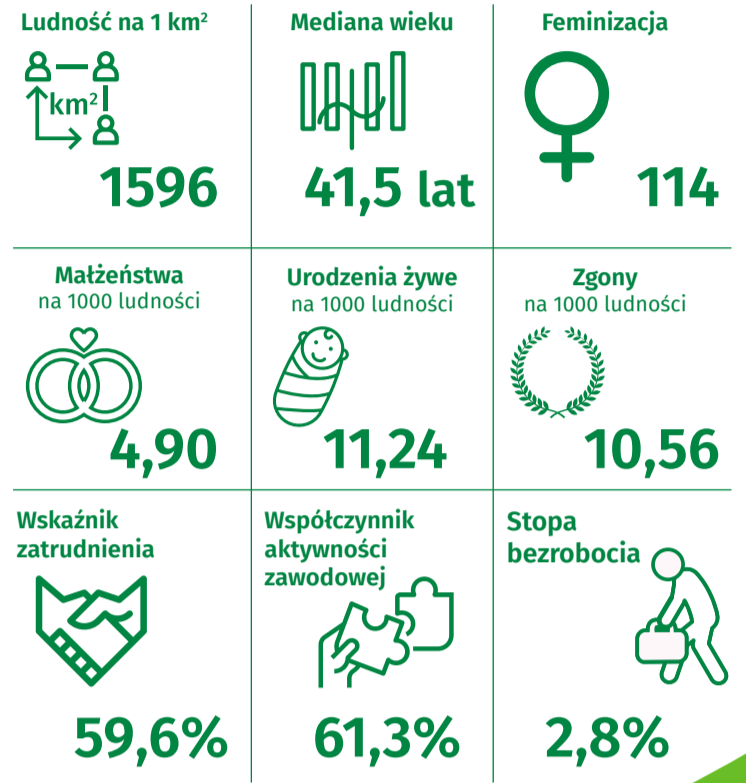 Ludność na 1 km²
km²
1596
Mediana wieku
41,5 lat
Feminizacja
114
Małżeństwa
na 1000 ludności
4,90
Urodzenia żywe
na 1000 ludności
11,24
Zgony
na 1000 ludności
10,56
Wskaźnik
zatrudnienia
59,6%
Współczynnik
aktywności
zawodowej
61,3%
Stopa
bezrobocia
2,8%